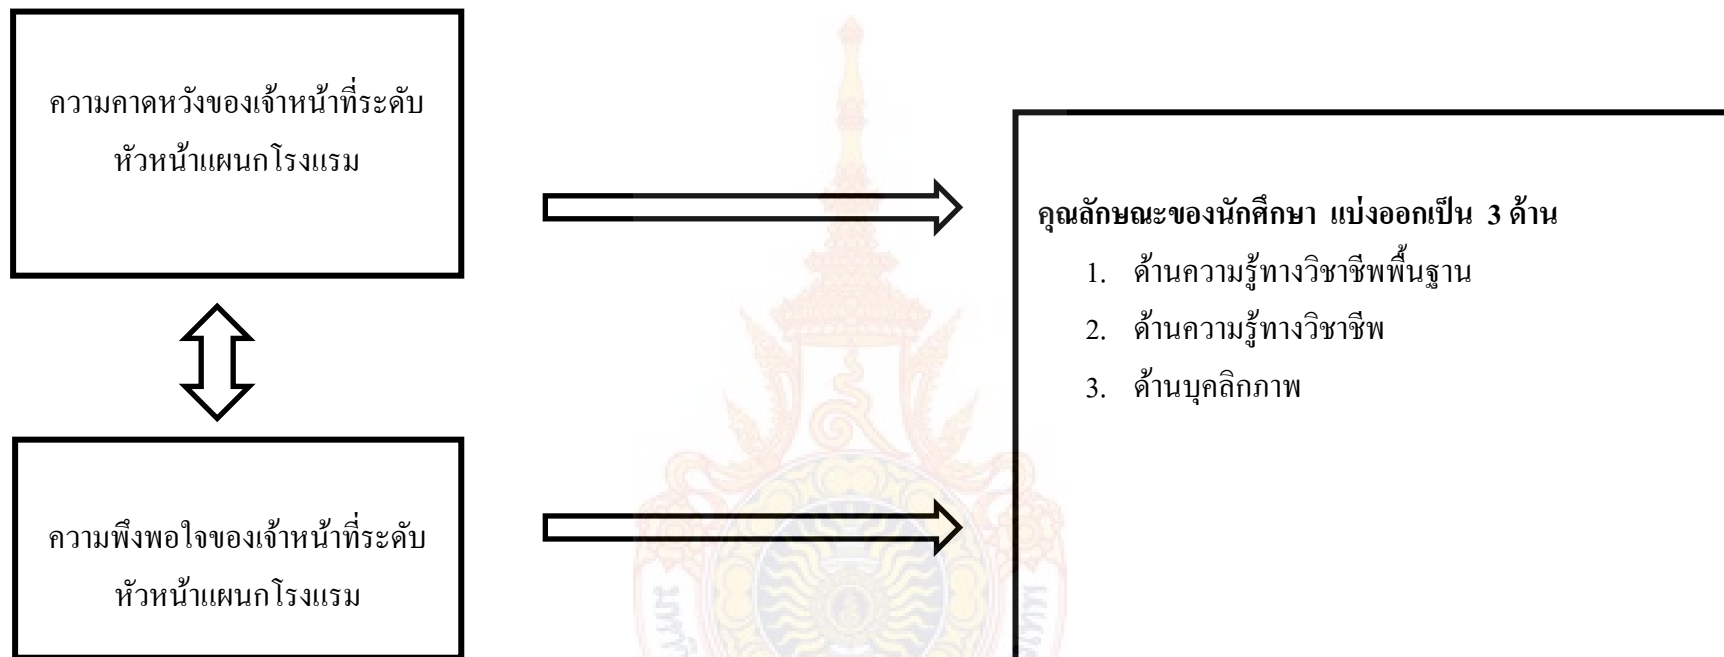 ความคาดหวังของเจ้าหน้าที่ระดับ
หัวหน้าแผนกโรงแรม
คุณลักษณะของนักศึกษา แบ่งออกเป็น 3 ด้าน
1. ด้านความรู้ทางวิชาชีพพื้นฐาน
2. ด้านความรู้ทางวิชาชีพ
3. ด้านบุคลิกภาพ
ความพึงพอใจของเจ้าหน้าที่ระดับ
หัวหน้าแผนกโรงแรม